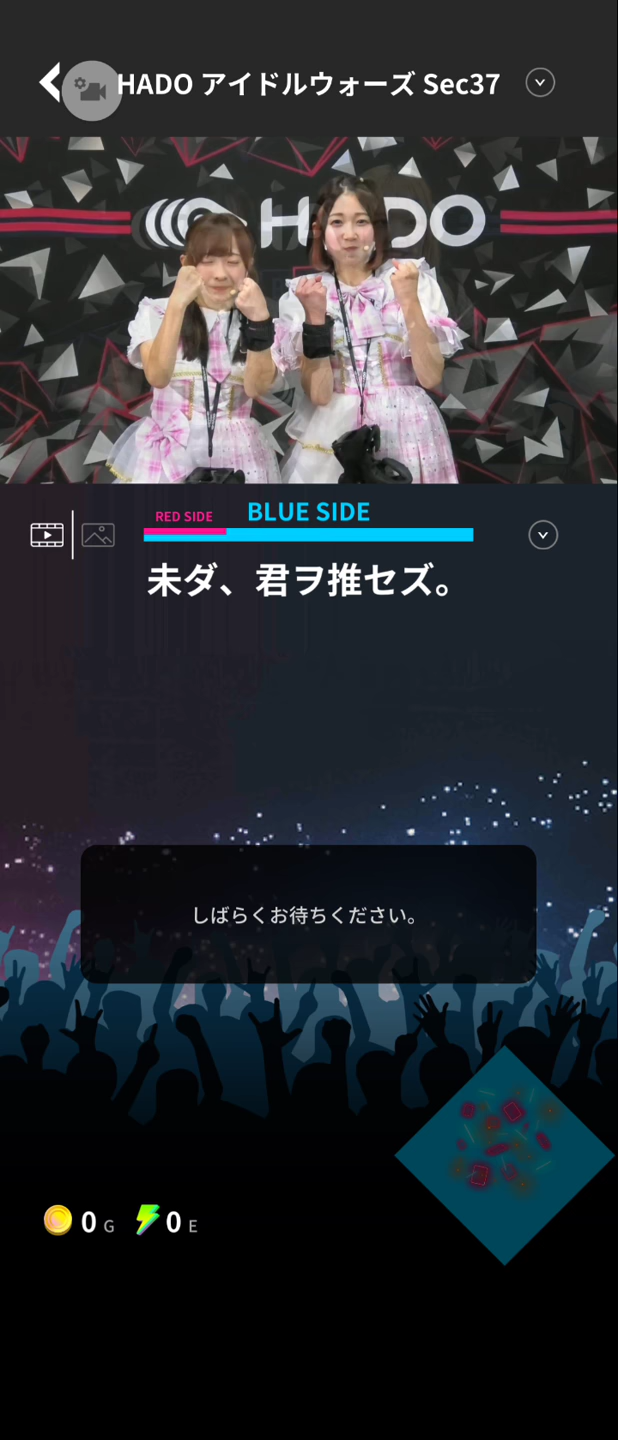 HADO アイドルウォーズ Sec37
HADO
RED SIDE
BLUE SIDE
未ダ、君ヲ推セズ。
しばらくお待ちください。
0 G 0 E